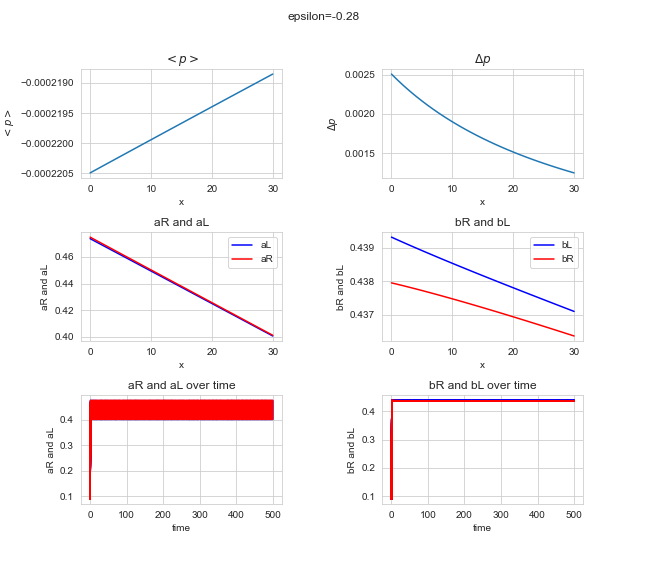 epsilon=-0.28
< p >
−0.0002190
−0.0002195
−0.0002200
−0.0002205
< p >
0 10 20 30
x
Δp
0.0025
0.0020
0.0015
Δp
0 10 20 30
x
aR and aL
0.46
0.44
0.42
0.40
aR and aL
aL
aR
0 10 20 30
x
bR and bL
0.439
0.438
0.437
bR and bL
bL
bR
0 10 20 30
x
aR and aL over time
0.4
0.3
0.2
0.1
aR and aL
0 100 200 300 400 500
time
bR and bL over time
0.4
0.3
0.2
0.1
bR and bL
0 100 200 300 400 500
time